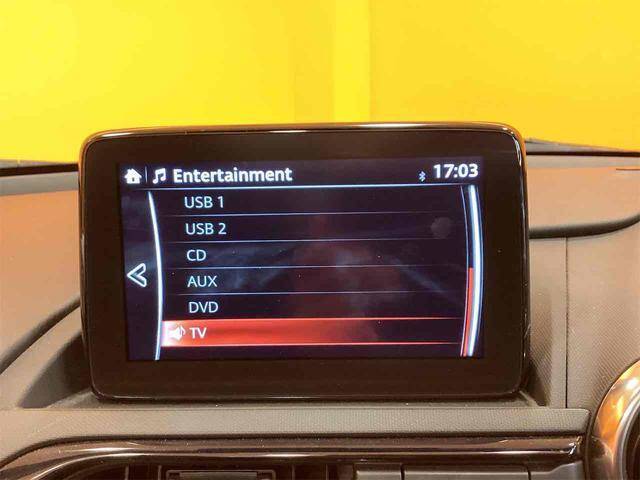 Entertainment 17:03
USB 1
USB 2
CD
AUX
DVD
TV